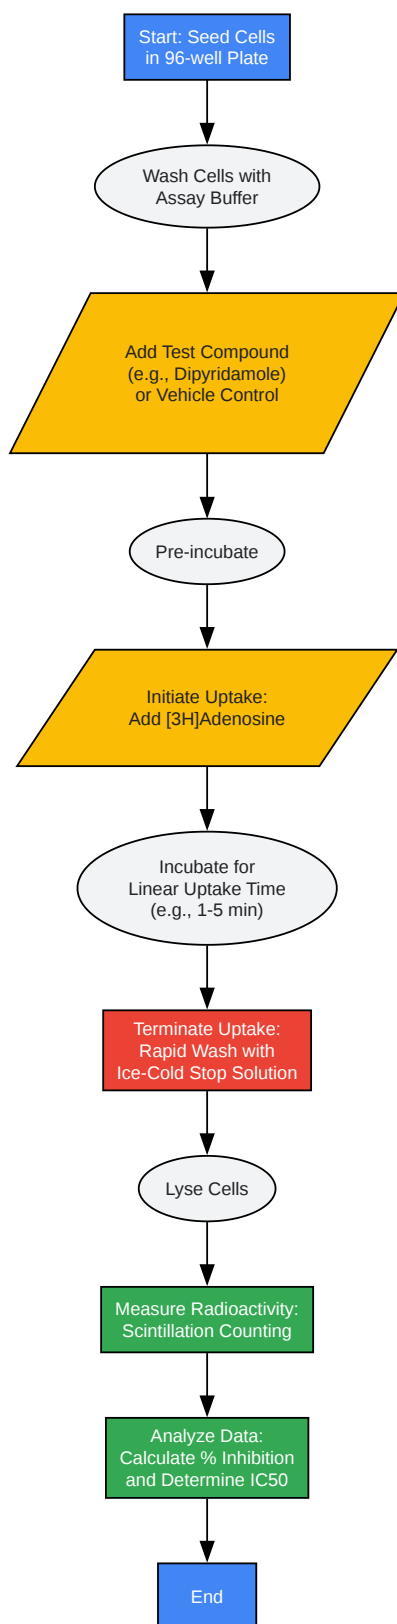 Start: Seed Cells
in 96-well Plate
Wash Cells with
Assay Buffer
Add Test Compound
(e.g., Dipyridamole)
or Vehicle Control
Pre-incubate
Initiate Uptake:
Add [3H]Adenosine
Incubate for
Linear Uptake Time
(e.g., 1-5 min)
Terminate Uptake:
Rapid Wash with
Ice-Cold Stop Solution
Lyse Cells
Measure Radioactivity:
Scintillation Counting
Analyze Data:
Calculate % Inhibition
and Determine IC50
End